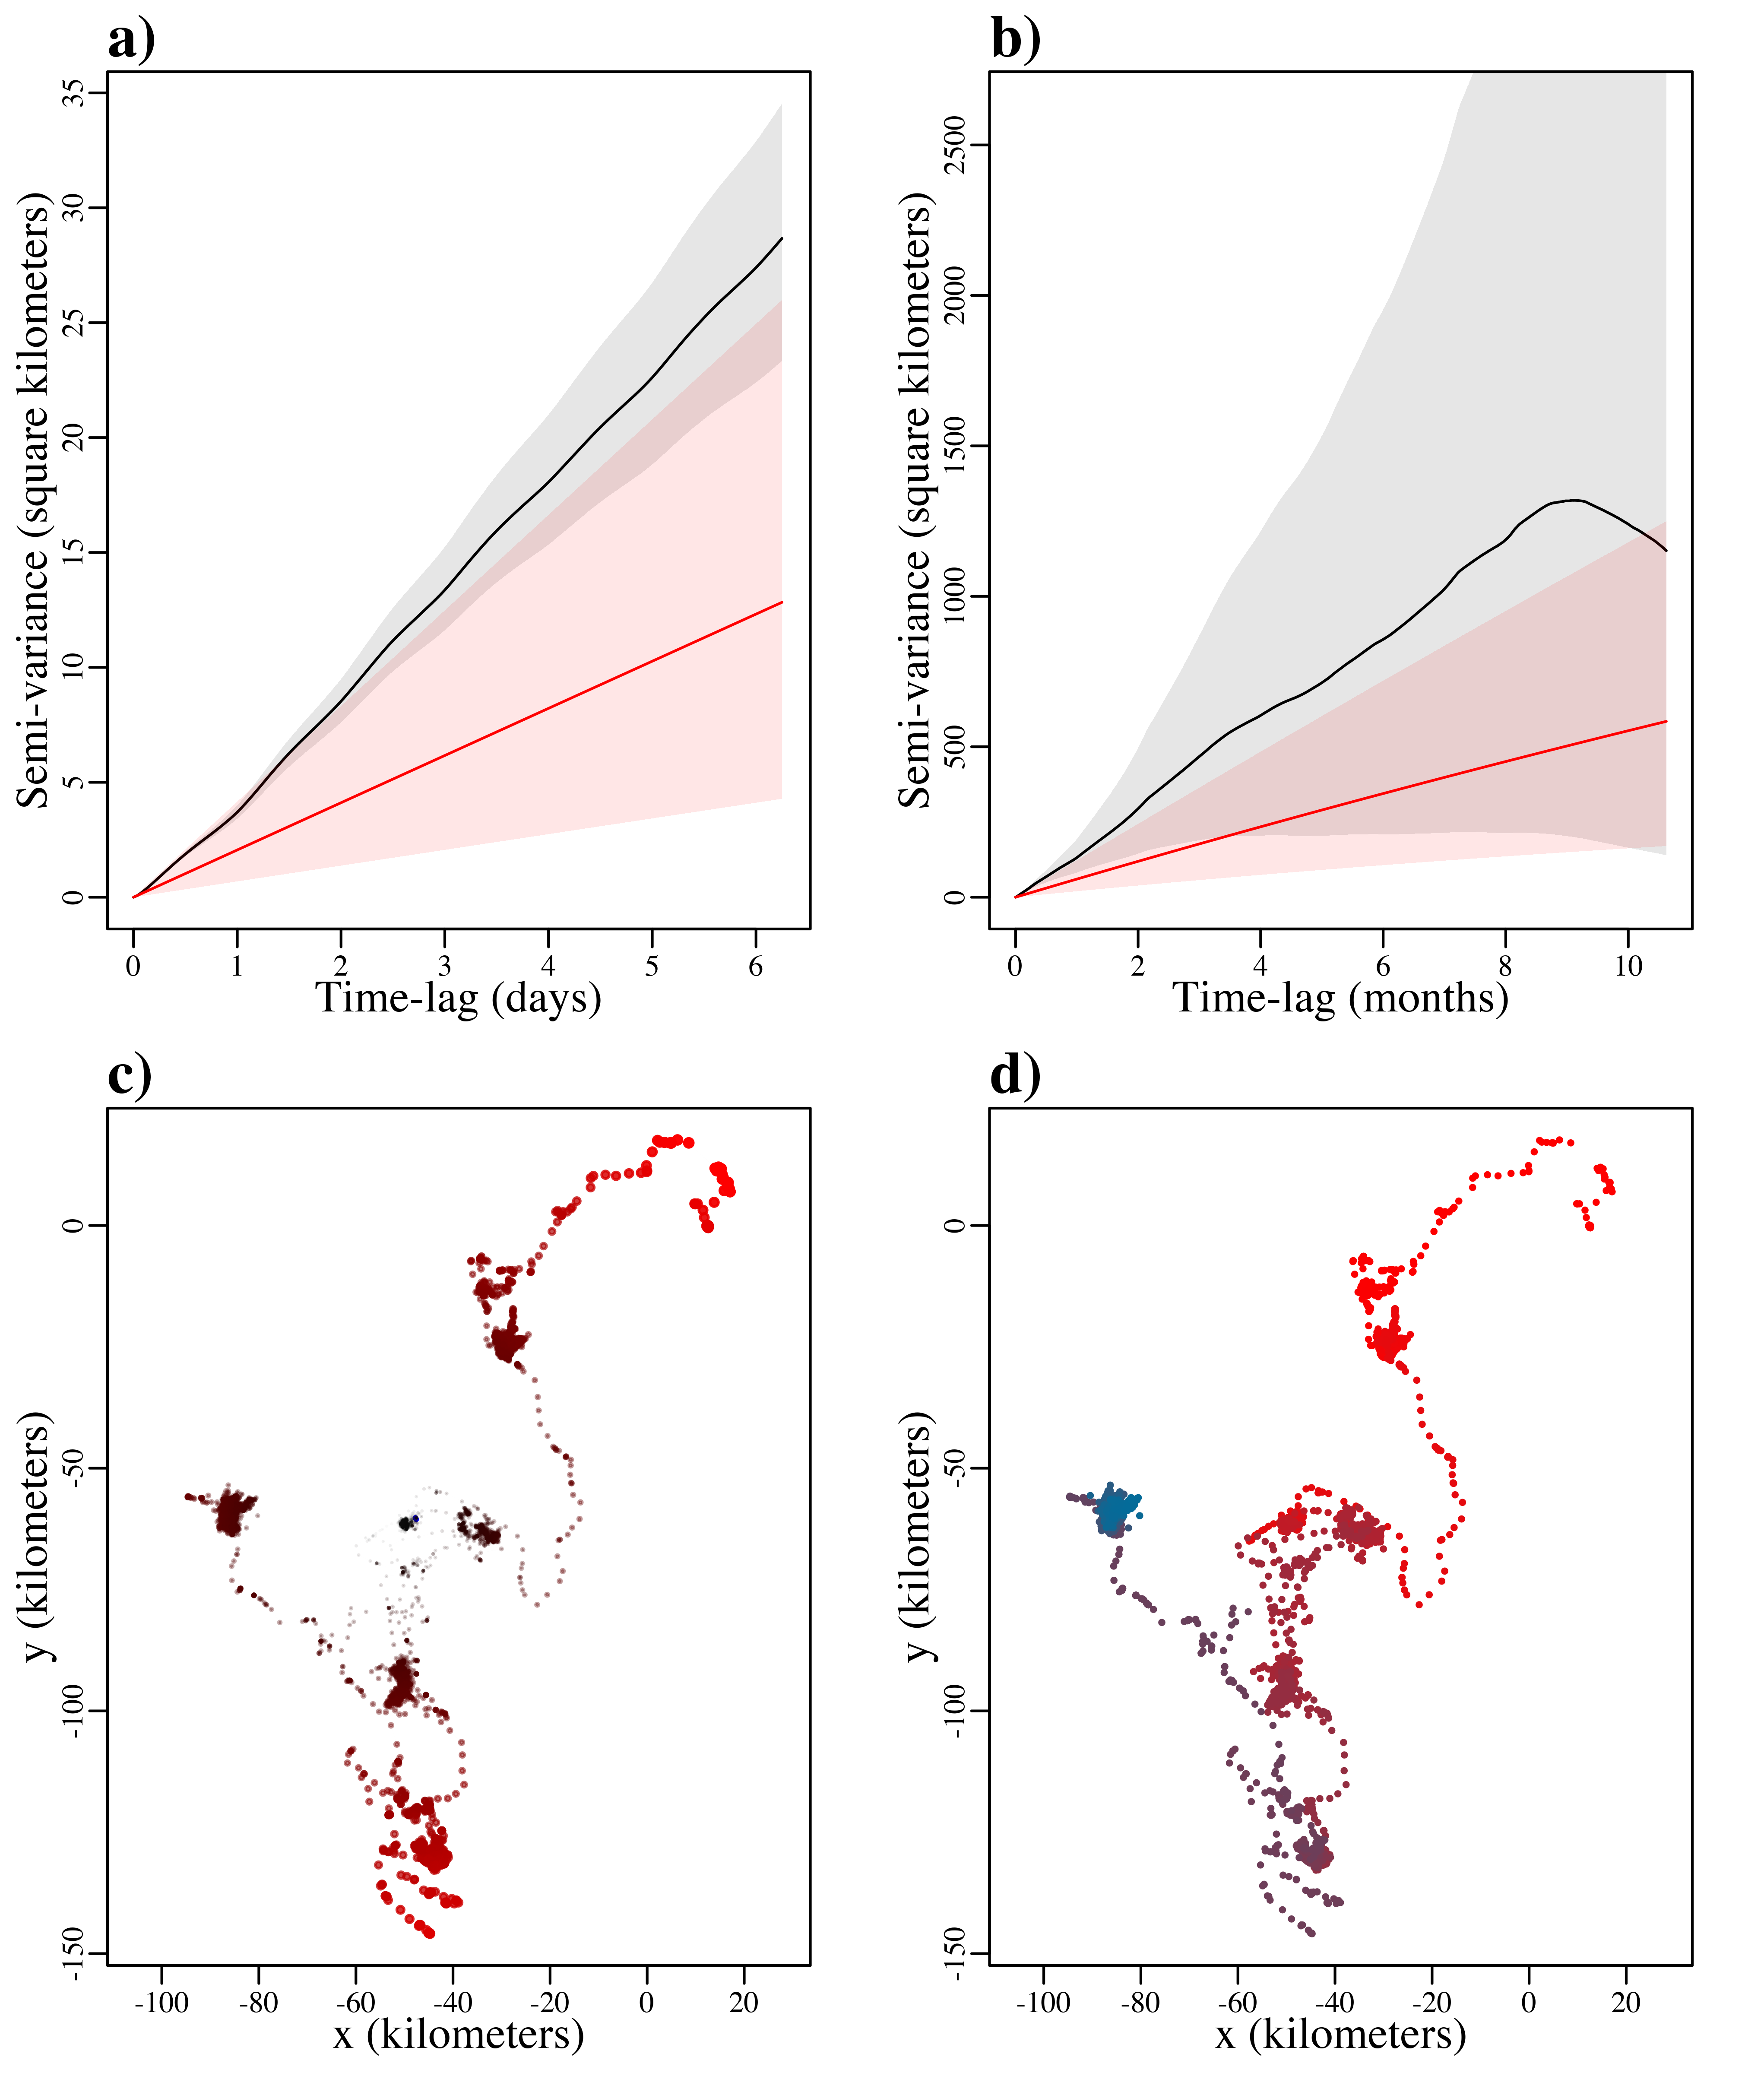 a)
Semi-variance (square kilometers)
35
30
25
20
15
10
5
0
0 1 2 3 4 5 6
Time-lag (days)
b)
Semi-variance (square kilometers)
2500
2000
1500
1000
500
0
0 2 4 6 8 10
Time-lag (months)
c)
y (kilometers)
0
-50
-100
-150
-100 -80 -60 -40 -20 0 20
x (kilometers)
d)
y (kilometers)
0
-50
-100
-150
-100 -80 -60 -40 -20 0 20
x (kilometers)